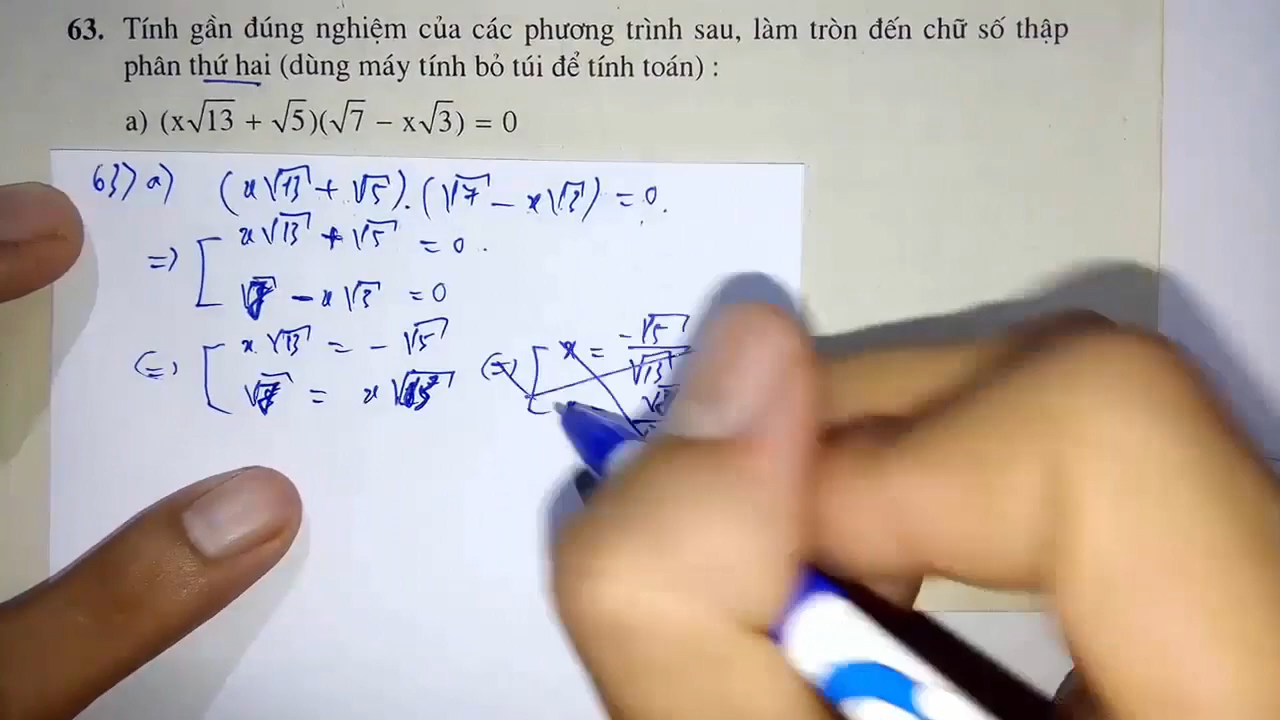 63. Tính gần đúng nghiệm của các phương trình sau, làm tròn đến chữ số thập
phân thứ hai (dùng máy tính bỏ túi để tính toán) :
a) (x√13 + √5)(√7 − x√3) = 0
63) a) (x√13 + √5).(√7 − x√3) = 0.
=> [ x√13 + √5 = 0.
√7 − x√3 = 0
(=) [ x√13 = − √5 (=) [ x = −√5/√13
√7 = x